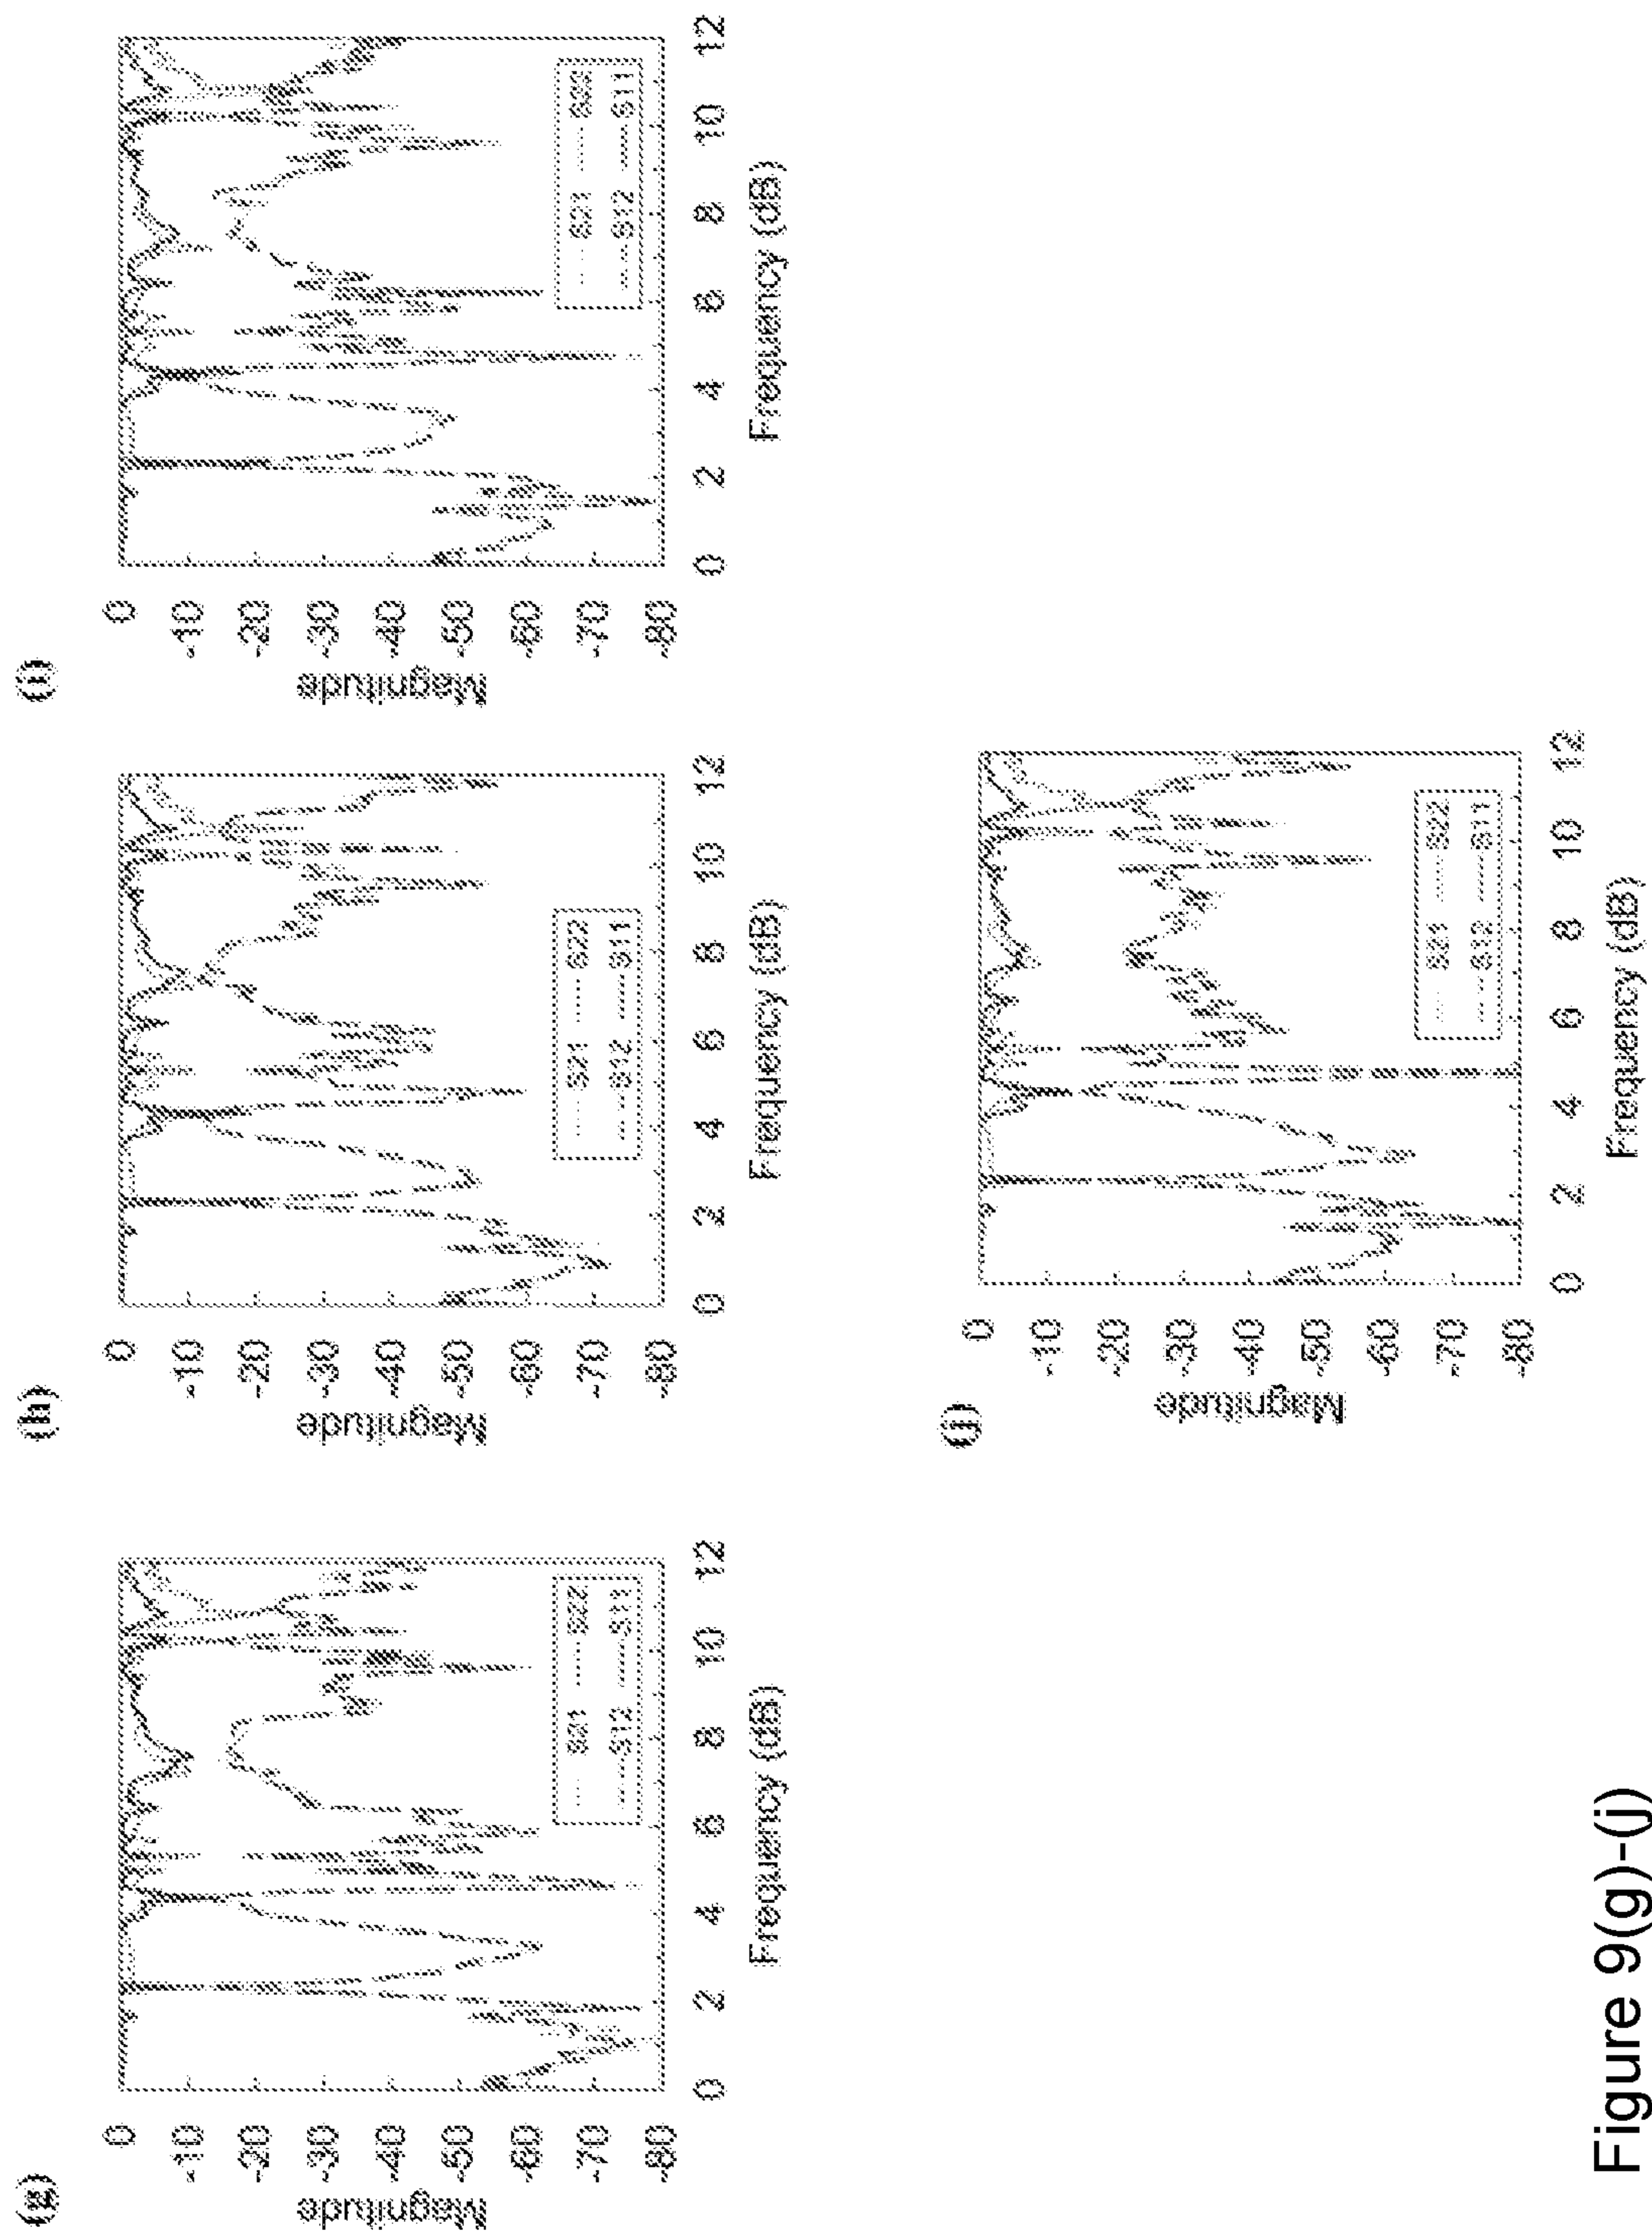 (g)
Magnitude
0
-10
-20
-30
-40
-50
-60
-70
-80
0 2 4 6 8 10 12
Frequency (dB)
S21 S22
S12 S11
(h)
Magnitude
0
-10
-20
-30
-40
-50
-60
-70
-80
0 2 4 6 8 10 12
Frequency (dB)
S21 S22
S12 S11
(i)
Magnitude
0
-10
-20
-30
-40
-50
-60
-70
-80
0 2 4 6 8 10 12
Frequency (dB)
S21 S22
S12 S11
(j)
Magnitude
0
-10
-20
-30
-40
-50
-60
-70
-80
0 2 4 6 8 10 12
Frequency (dB)
S21 S22
S12 S11
Figure 9(g)-(j)